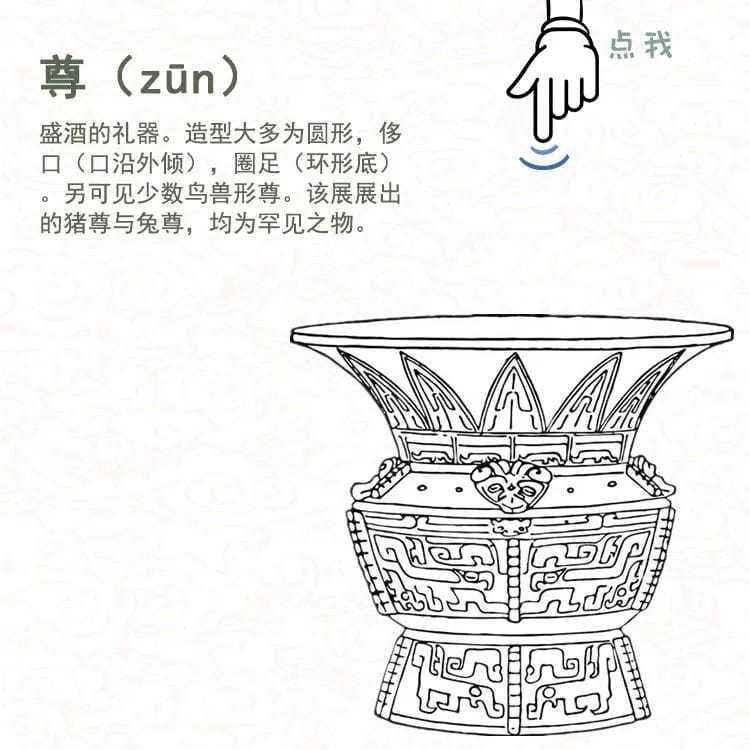 点我
尊（zūn）
盛酒的礼器。造型大多为圆形，侈
口（口沿外倾），圈足（环形底）
。另可见少数鸟兽形尊。该展展出
的猪尊与兔尊，均为罕见之物。